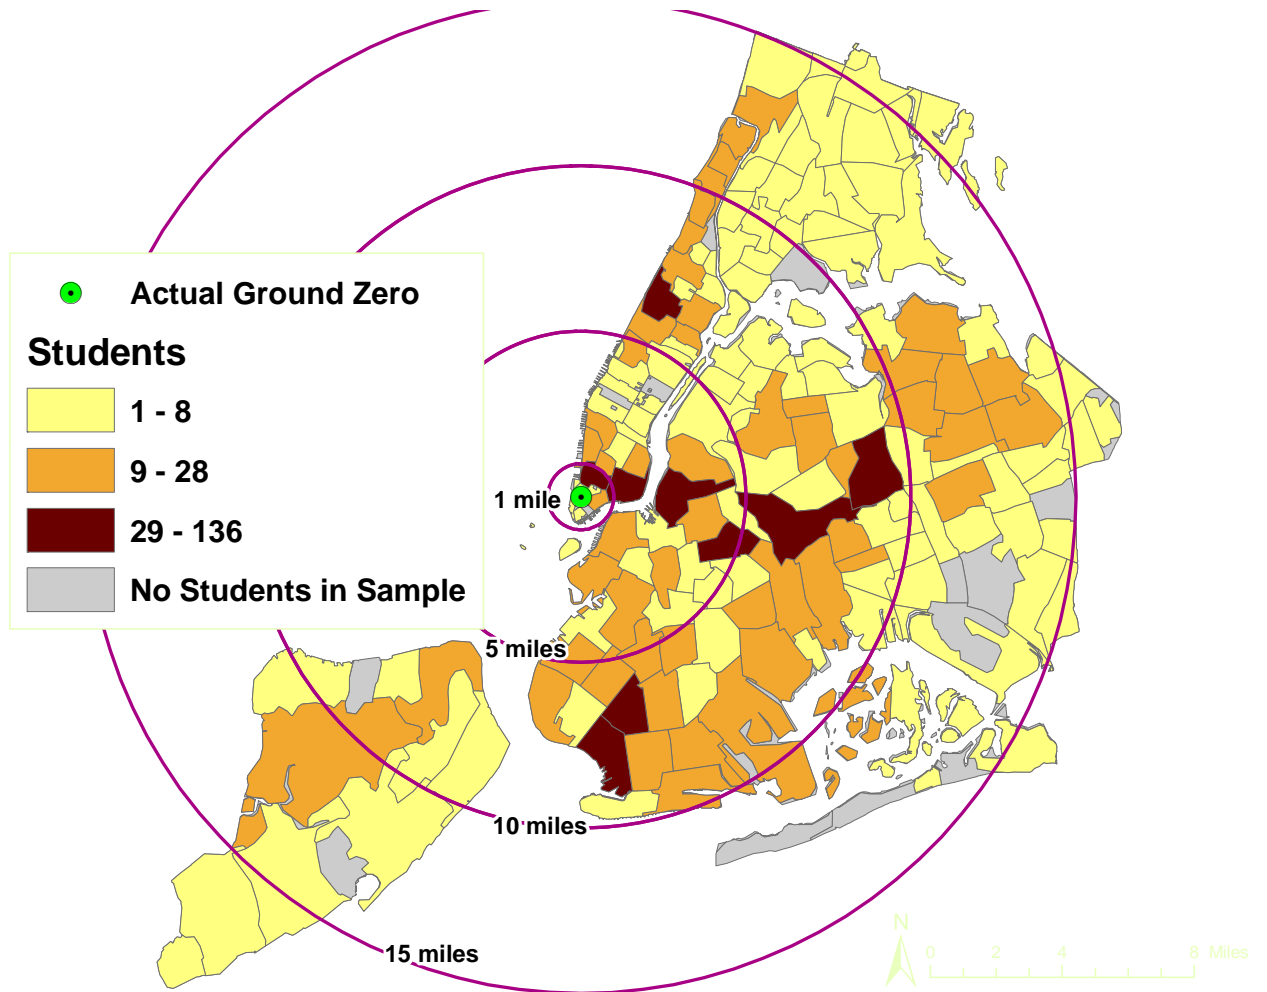 Actual Ground Zero
Students
1 - 8
9 - 28
29 - 136
No Students in Sample
1 mile
5 miles
10 miles
15 miles
N
0 2 4 8 Miles